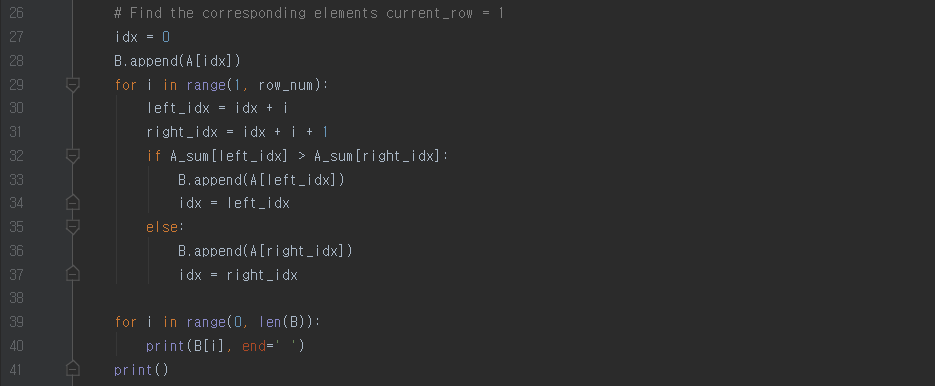 26 # Find the corresponding elements current_row = 1
27 idx = 0
28 B.append(A[idx])
29 for i in range(1, row_num):
30 left_idx = idx + i
31 right_idx = idx + i + 1
32 if A_sum[left_idx] > A_sum[right_idx]:
33 B.append(A[left_idx])
34 idx = left_idx
35 else:
36 B.append(A[right_idx])
37 idx = right_idx
38
39 for i in range(0, len(B)):
40 print(B[i], end=' ')
41 print()